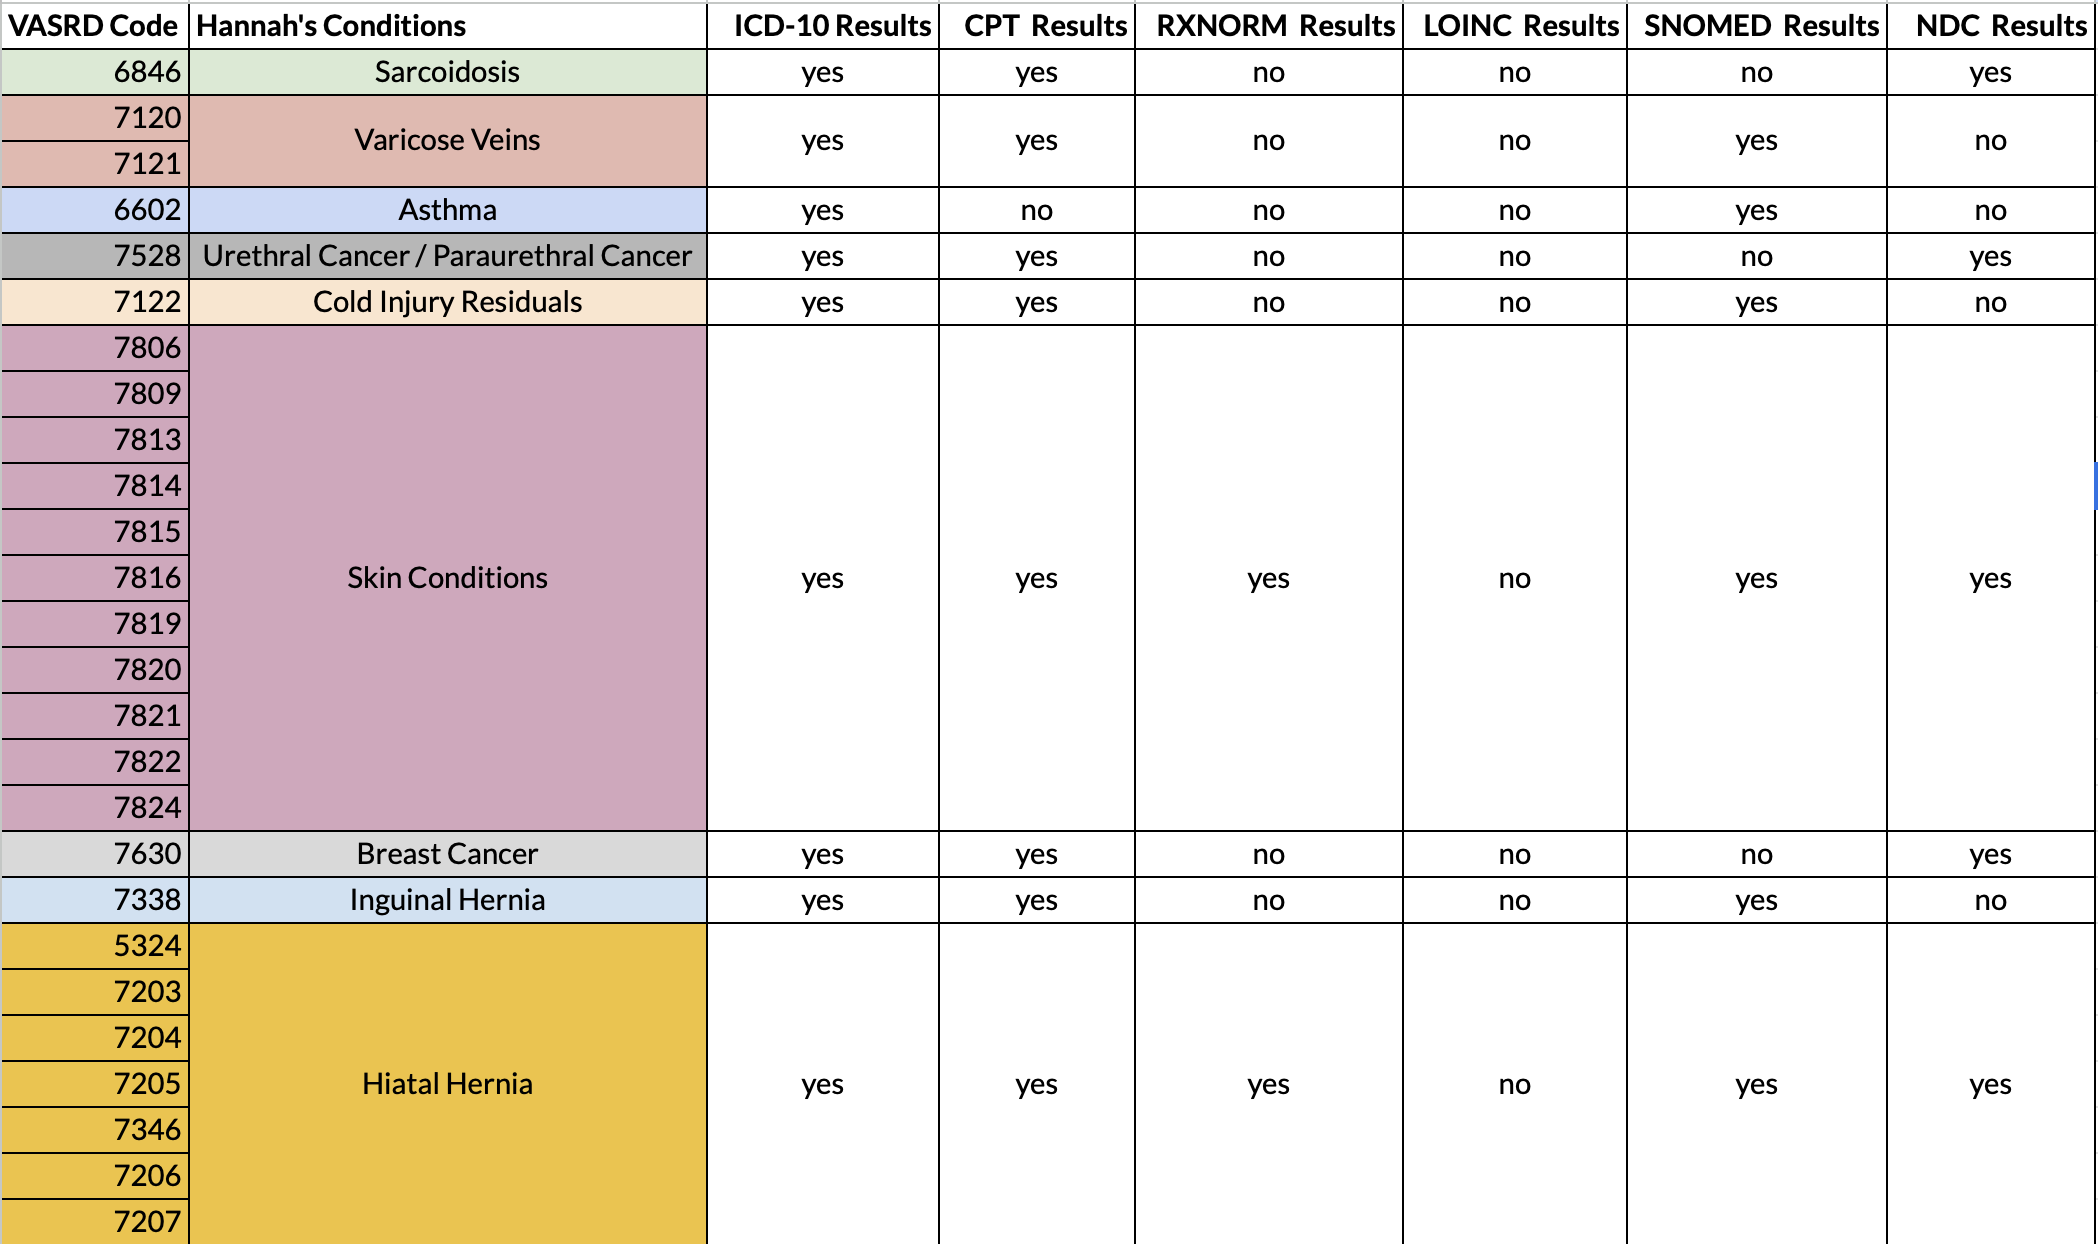 VASRD Code Hannah's Conditions ICD-10 Results CPT Results RXNORM Results LOINC Results SNOMED Results NDC Results
6846 Sarcoidosis yes yes no no no yes
7120
Varicose Veins yes yes no no yes no
7121
6602 Asthma yes no no no yes no
7528 Urethral Cancer / Paraurethral Cancer yes yes no no no yes
7122 Cold Injury Residuals yes yes no no yes no
7806
7809
7813
7814
7815
7816 Skin Conditions yes yes yes no yes yes
7819
7820
7821
7822
7824
7630 Breast Cancer yes yes no no no yes
7338 Inguinal Hernia yes yes no no yes no
5324
7203
7204
7205 Hiatal Hernia yes yes yes no yes yes
7346
7206
7207